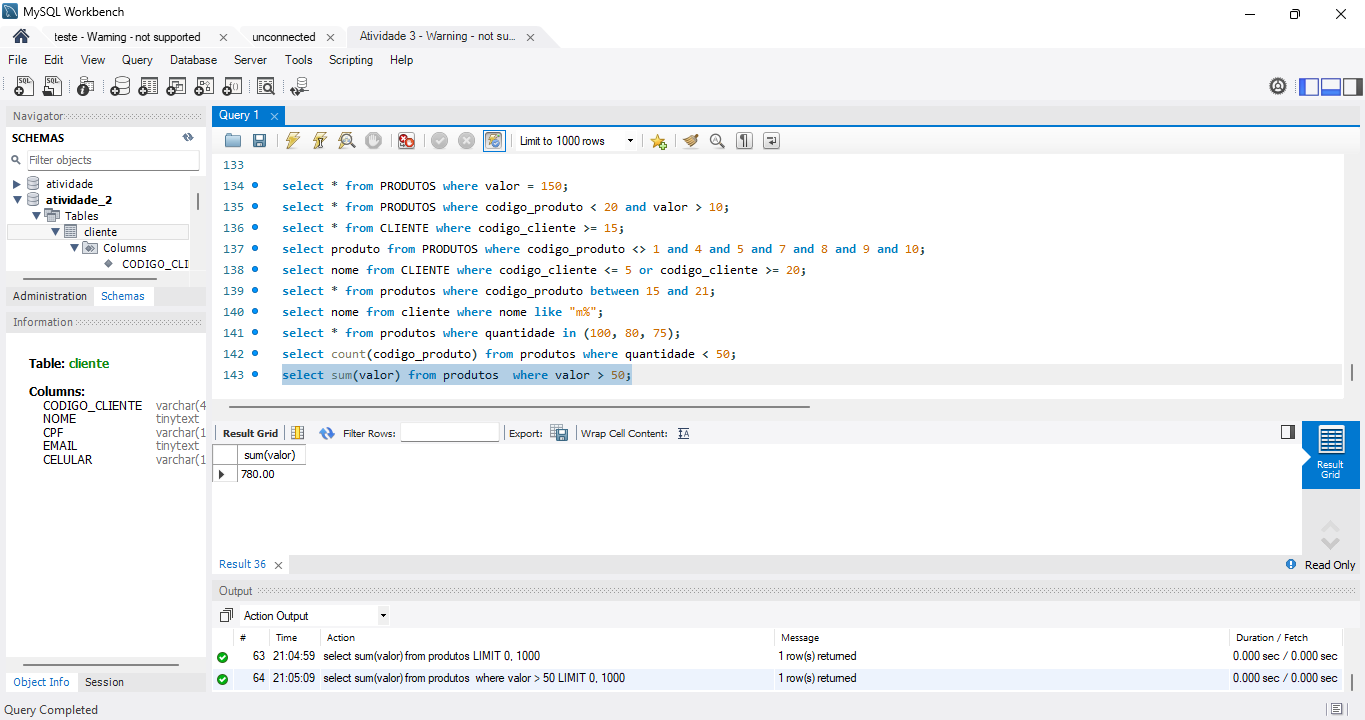 MySQL Workbench
teste - Warning - not supported
unconnected
Atividade 3 - Warning - not su...
File Edit View Query Database Server Tools Scripting Help
Navigator
SCHEMAS
Filter objects
atividade
atividade_2
Tables
cliente
Columns
CODIGO_CLI
Administration Schemas
Information
Table: cliente
Columns:
CODIGO_CLIENTE varchar(4
NOME tinytext
CPF varchar(1
EMAIL tinytext
CELULAR varchar(1
Object Info Session
Query 1
Limit to 1000 rows
133
134 select * from PRODUTOS where valor = 150;
135 select * from PRODUTOS where codigo_produto < 20 and valor > 10;
136 select * from CLIENTE where codigo_cliente >= 15;
137 select produto from PRODUTOS where codigo_produto <> 1 and 4 and 5 and 7 and 8 and 9 and 10;
138 select nome from CLIENTE where codigo_cliente <= 5 or codigo_cliente >= 20;
139 select * from produtos where codigo_produto between 15 and 21;
140 select nome from cliente where nome like "m%";
141 select * from produtos where quantidade in (100, 80, 75);
142 select count(codigo_produto) from produtos where quantidade < 50;
143 select sum(valor) from produtos  where valor > 50;
Result Grid Filter Rows: Export: Wrap Cell Content:
sum(valor)
780.00
Result
Grid
Result 36
Read Only
Output
Action Output
# Time Action Message Duration / Fetch
63 21:04:59 select sum(valor) from produtos LIMIT 0, 1000 1 row(s) returned 0.000 sec / 0.000 sec
64 21:05:09 select sum(valor) from produtos  where valor > 50 LIMIT 0, 1000 1 row(s) returned 0.000 sec / 0.000 sec
Query Completed